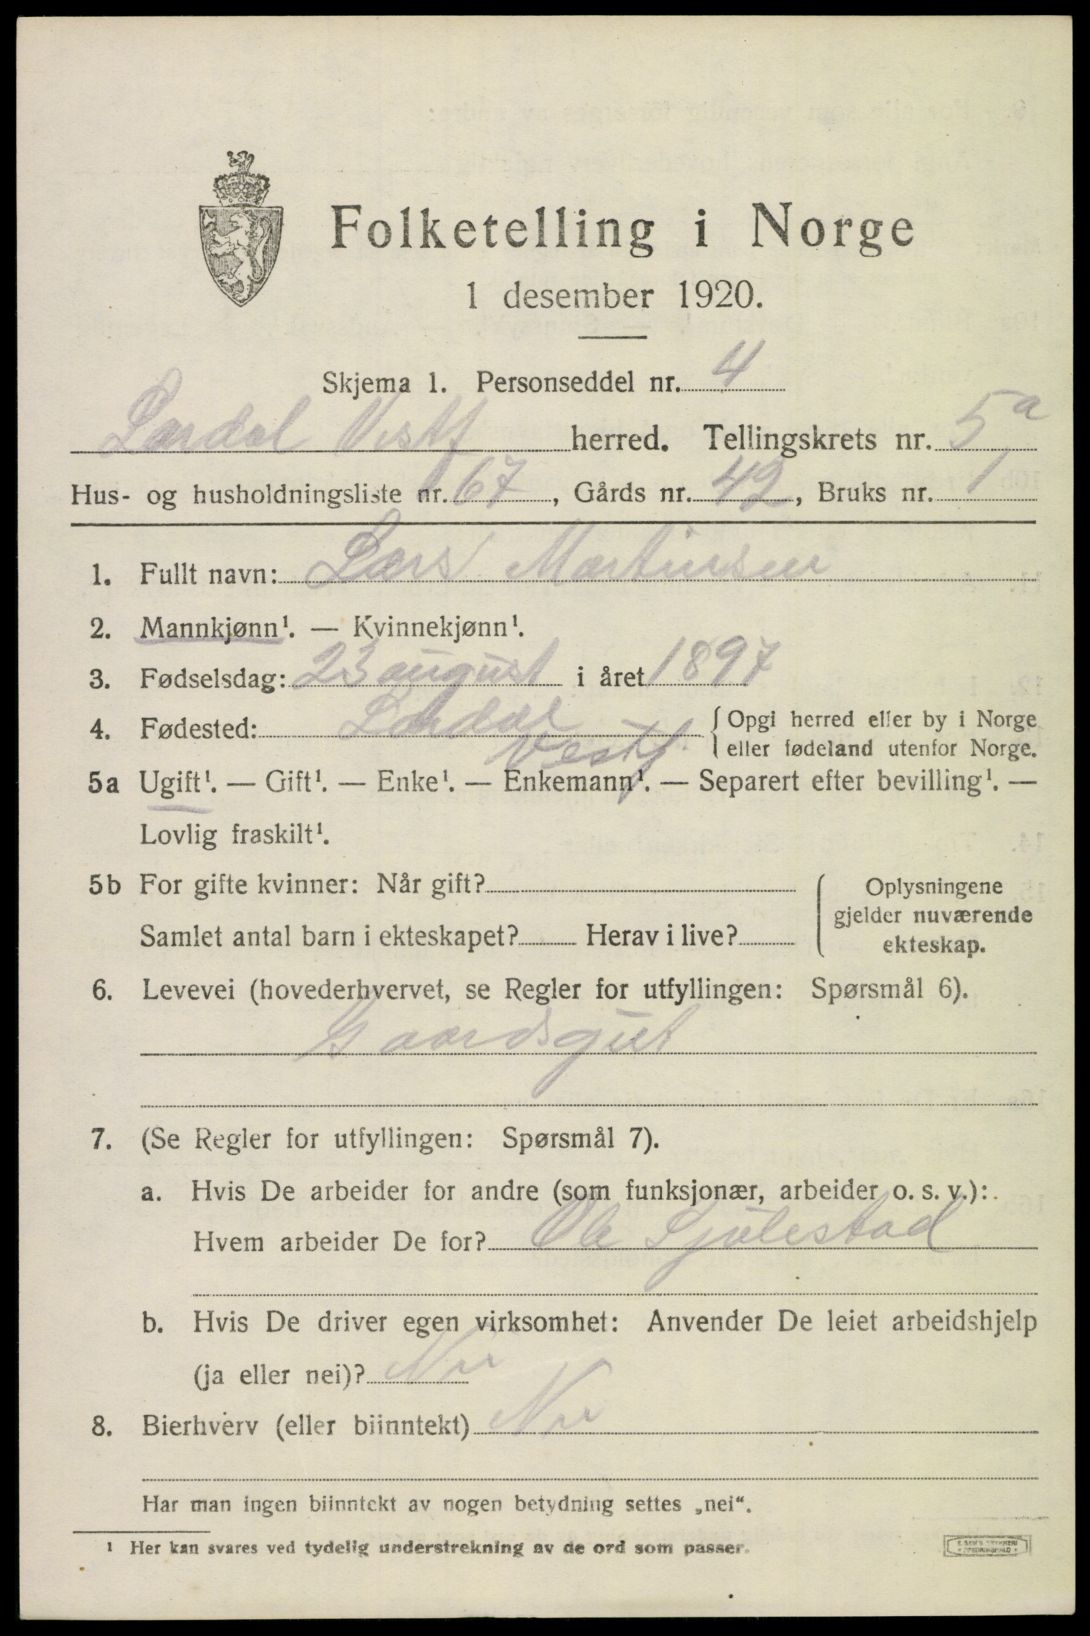 Folketelling i Norge
1 desember 1920.
Skjema 1. Personseddel nr. 4
Lardal Vestf herred. Tellingskrets nr. 5a
Hus- og husholdningsliste nr. 67, Gårds nr. 42, Bruks nr. 1
1. Fullt navn: Lars Martinsen
2. Mannkjønn¹. — Kvinnekjønn¹.
3. Fødselsdag: 23 august i året 1897
4. Fødested: Lardal Vestf. { Opgi herred eller by i Norge
eller fødeland utenfor Norge.
5a Ugift¹. — Gift¹. — Enke¹. — Enkemann¹. — Separert efter bevilling¹. —
Lovlig fraskilt¹.
5b For gifte kvinner: Når gift? { Oplysningene
gjelder nuværende
Samlet antal barn i ekteskapet? Herav i live? ekteskap.
6. Levevei (hovederhvervet, se Regler for utfyllingen: Spørsmål 6).
Gaardsgut
7. (Se Regler for utfyllingen: Spørsmål 7).
a. Hvis De arbeider for andre (som funksjonær, arbeider o. s. v.):
Hvem arbeider De for? Ole Sjulestad
b. Hvis De driver egen virksomhet: Anvender De leiet arbeidshjelp
(ja eller nei)? Nei
8. Bierhverv (eller biinntekt) Nei
Har man ingen biinntekt av nogen betydning settes „nei“.
¹ Her kan svares ved tydelig understrekning av de ord som passer.